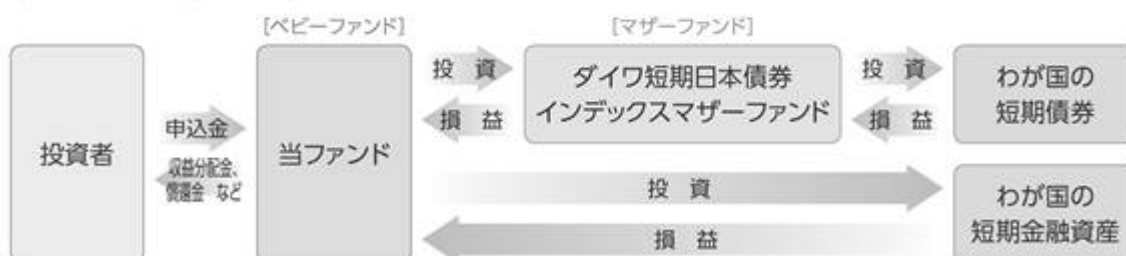 [ベビーファンド]
[マザーファンド]
投資者
申込金
収益分配金、
償還金 など
当ファンド
投 資
損 益
ダイワ短期日本債券
インデックスマザーファンド
投 資
損 益
わが国の
短期債券
投 資
損 益
わが国の
短期金融資産